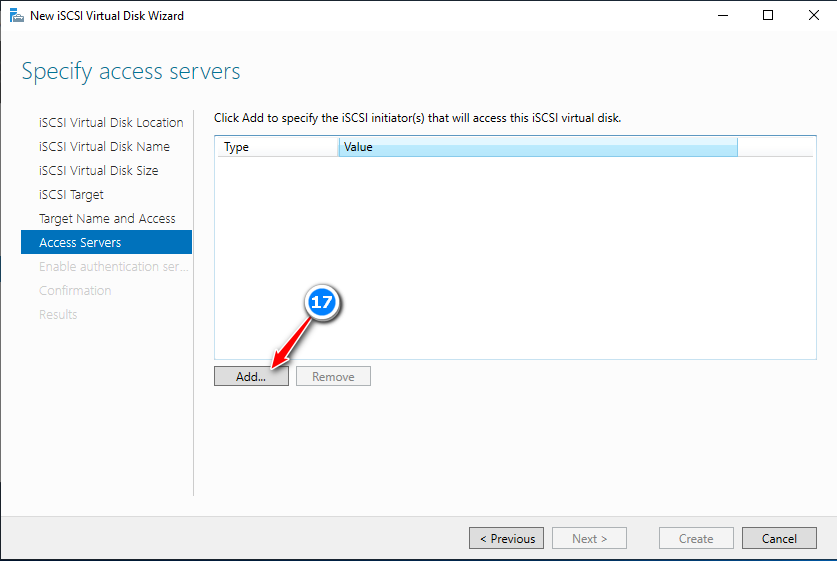 New iSCSI Virtual Disk Wizard
Specify access servers
iSCSI Virtual Disk Location
iSCSI Virtual Disk Name
iSCSI Virtual Disk Size
iSCSI Target
Target Name and Access
Access Servers
Enable authentication ser...
Confirmation
Results
Click Add to specify the iSCSI initiator(s) that will access this iSCSI virtual disk.
Type Value
17
Add... Remove
< Previous Next > Create Cancel